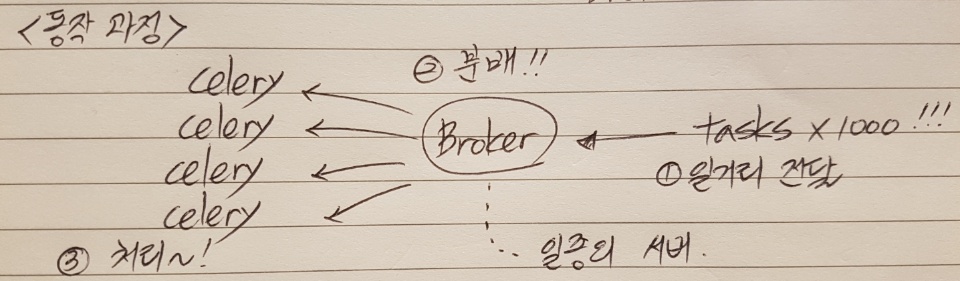 <동작 과정>
② 분배!!
celery
celery
Broker
tasks × 1000 !!!
celery
① 일거리 전달
celery
③ 처리~!
일종의 서버.